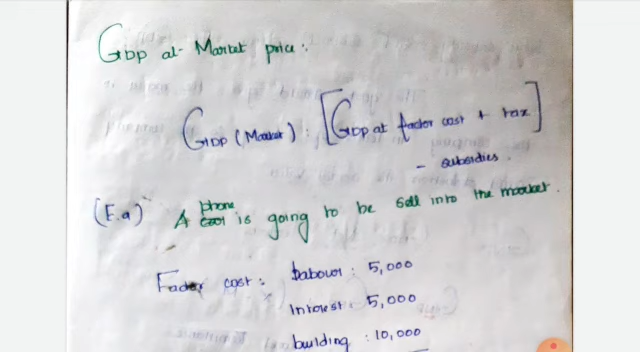 GDP at Market price:
GDP (Market) : [GDP at factor cost + tax]
- subsidies.
(E.g) A phone is going to be sell into the market.
Factor cost : Labour : 5,000
Interest : 5,000
building : 10,000